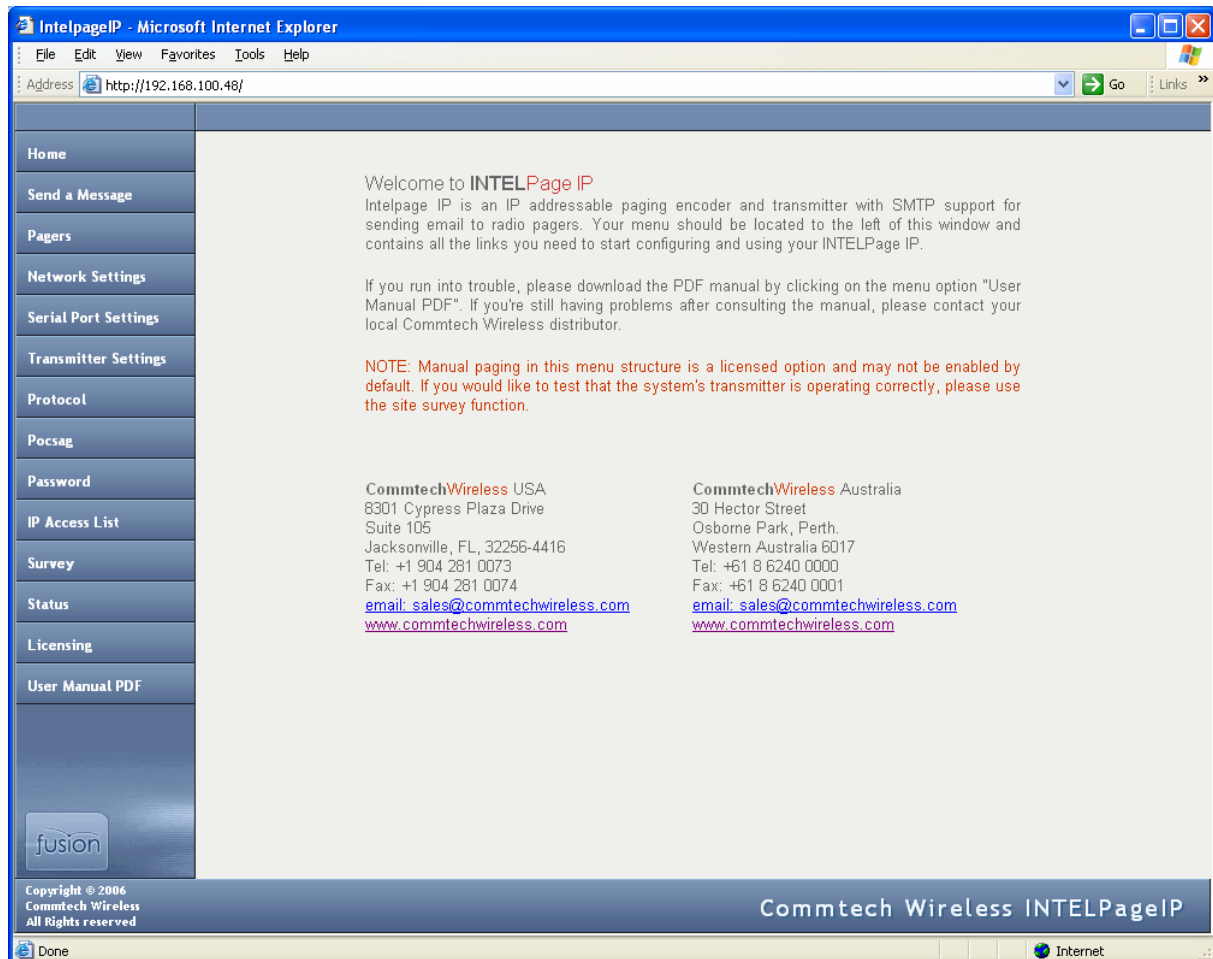 IntelpageIP - Microsoft Internet Explorer
File Edit View Favorites Tools Help
Address http://192.168.100.48/ Go Links »
Home
Send a Message
Pagers
Network Settings
Serial Port Settings
Transmitter Settings
Protocol
Pocsag
Password
IP Access List
Survey
Status
Licensing
User Manual PDF
fusion
Copyright © 2006
Commtech Wireless
All Rights reserved
Welcome to INTELPage IP
Intelpage IP is an IP addressable paging encoder and transmitter with SMTP support for
sending email to radio pagers. Your menu should be located to the left of this window and
contains all the links you need to start configuring and using your INTELPage IP.
If you run into trouble, please download the PDF manual by clicking on the menu option "User
Manual PDF". If you're still having problems after consulting the manual, please contact your
local Commtech Wireless distributor.
NOTE: Manual paging in this menu structure is a licensed option and may not be enabled by
default. If you would like to test that the system's transmitter is operating correctly, please use
the site survey function.
CommtechWireless USA
8301 Cypress Plaza Drive
Suite 105
Jacksonville, FL, 32256-4416
Tel: +1 904 281 0073
Fax: +1 904 281 0074
email: sales@commtechwireless.com
www.commtechwireless.com
CommtechWireless Australia
30 Hector Street
Osborne Park, Perth.
Western Australia 6017
Tel: +61 8 6240 0000
Fax: +61 8 6240 0001
email: sales@commtechwireless.com
www.commtechwireless.com
Commtech Wireless INTELPageIP
Done
Internet